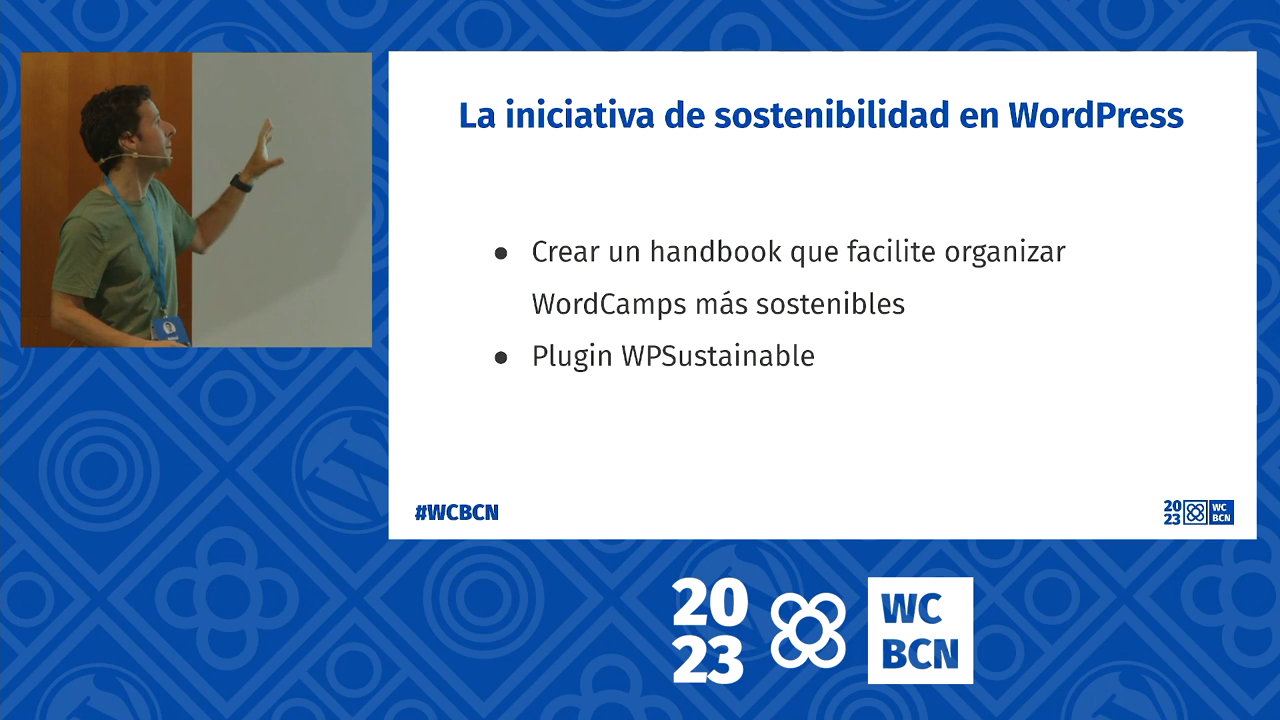 La iniciativa de sostenibilidad en WordPress
● Crear un handbook que facilite organizar
WordCamps más sostenibles
● Plugin WPSustainable
#WCBCN
20
23
WC
BCN
20
23
WC
BCN